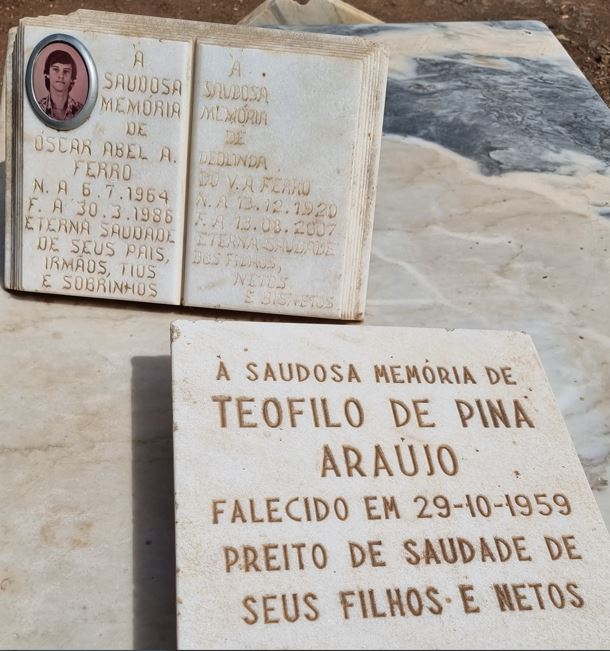 À
SAUDOSA
MEMÓRIA
DE
OSCAR ABEL A.
FERRO
N. A 6.7.1964
F. A 30.3.1986
ETERNA SAUDADE
DE SEUS PAIS,
IRMÃOS, TIOS
E SOBRINHOS
À
SAUDOSA
MEMÓRIA
DE
DEOLINDA
DO V. A FERRO
N. A 13.12.1920
F. A 13.08.2007
ETERNA SAUDADE
DOS FILHOS,
NETOS
E BISNETOS
À SAUDOSA MEMÓRIA DE
TEOFILO DE PINA
ARAÚJO
FALECIDO EM 29-10-1959
PREITO DE SAUDADE DE
SEUS FILHOS E NETOS